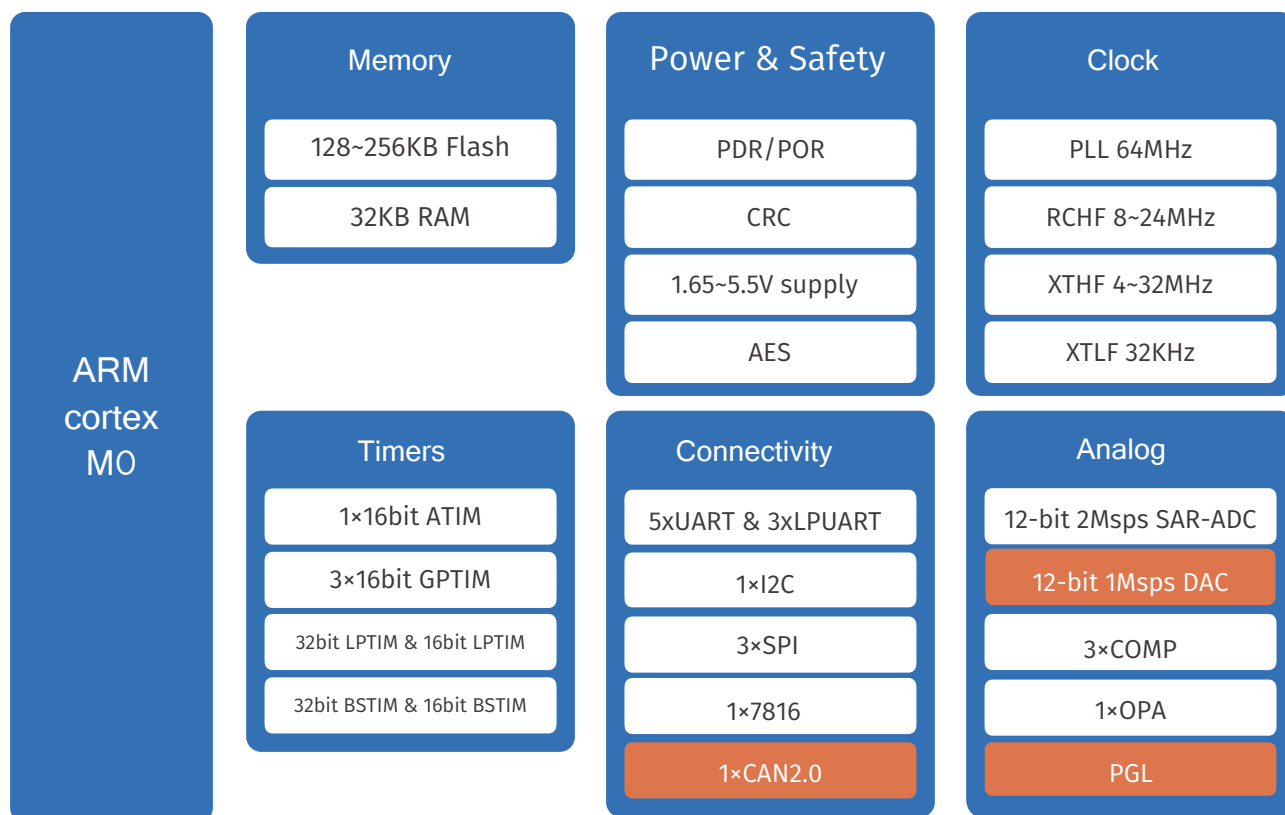 ARM
cortex
M0
Memory
128~256KB Flash
32KB RAM
Power & Safety
PDR/POR
CRC
1.65~5.5V supply
AES
Clock
PLL 64MHz
RCHF 8~24MHz
XTHF 4~32MHz
XTLF 32KHz
Timers
1×16bit ATIM
3×16bit GPTIM
32bit LPTIM & 16bit LPTIM
32bit BSTIM & 16bit BSTIM
Connectivity
5xUART & 3xLPUART
1×I2C
3×SPI
1×7816
1×CAN2.0
Analog
12-bit 2Msps SAR-ADC
12-bit 1Msps DAC
3×COMP
1×OPA
PGL